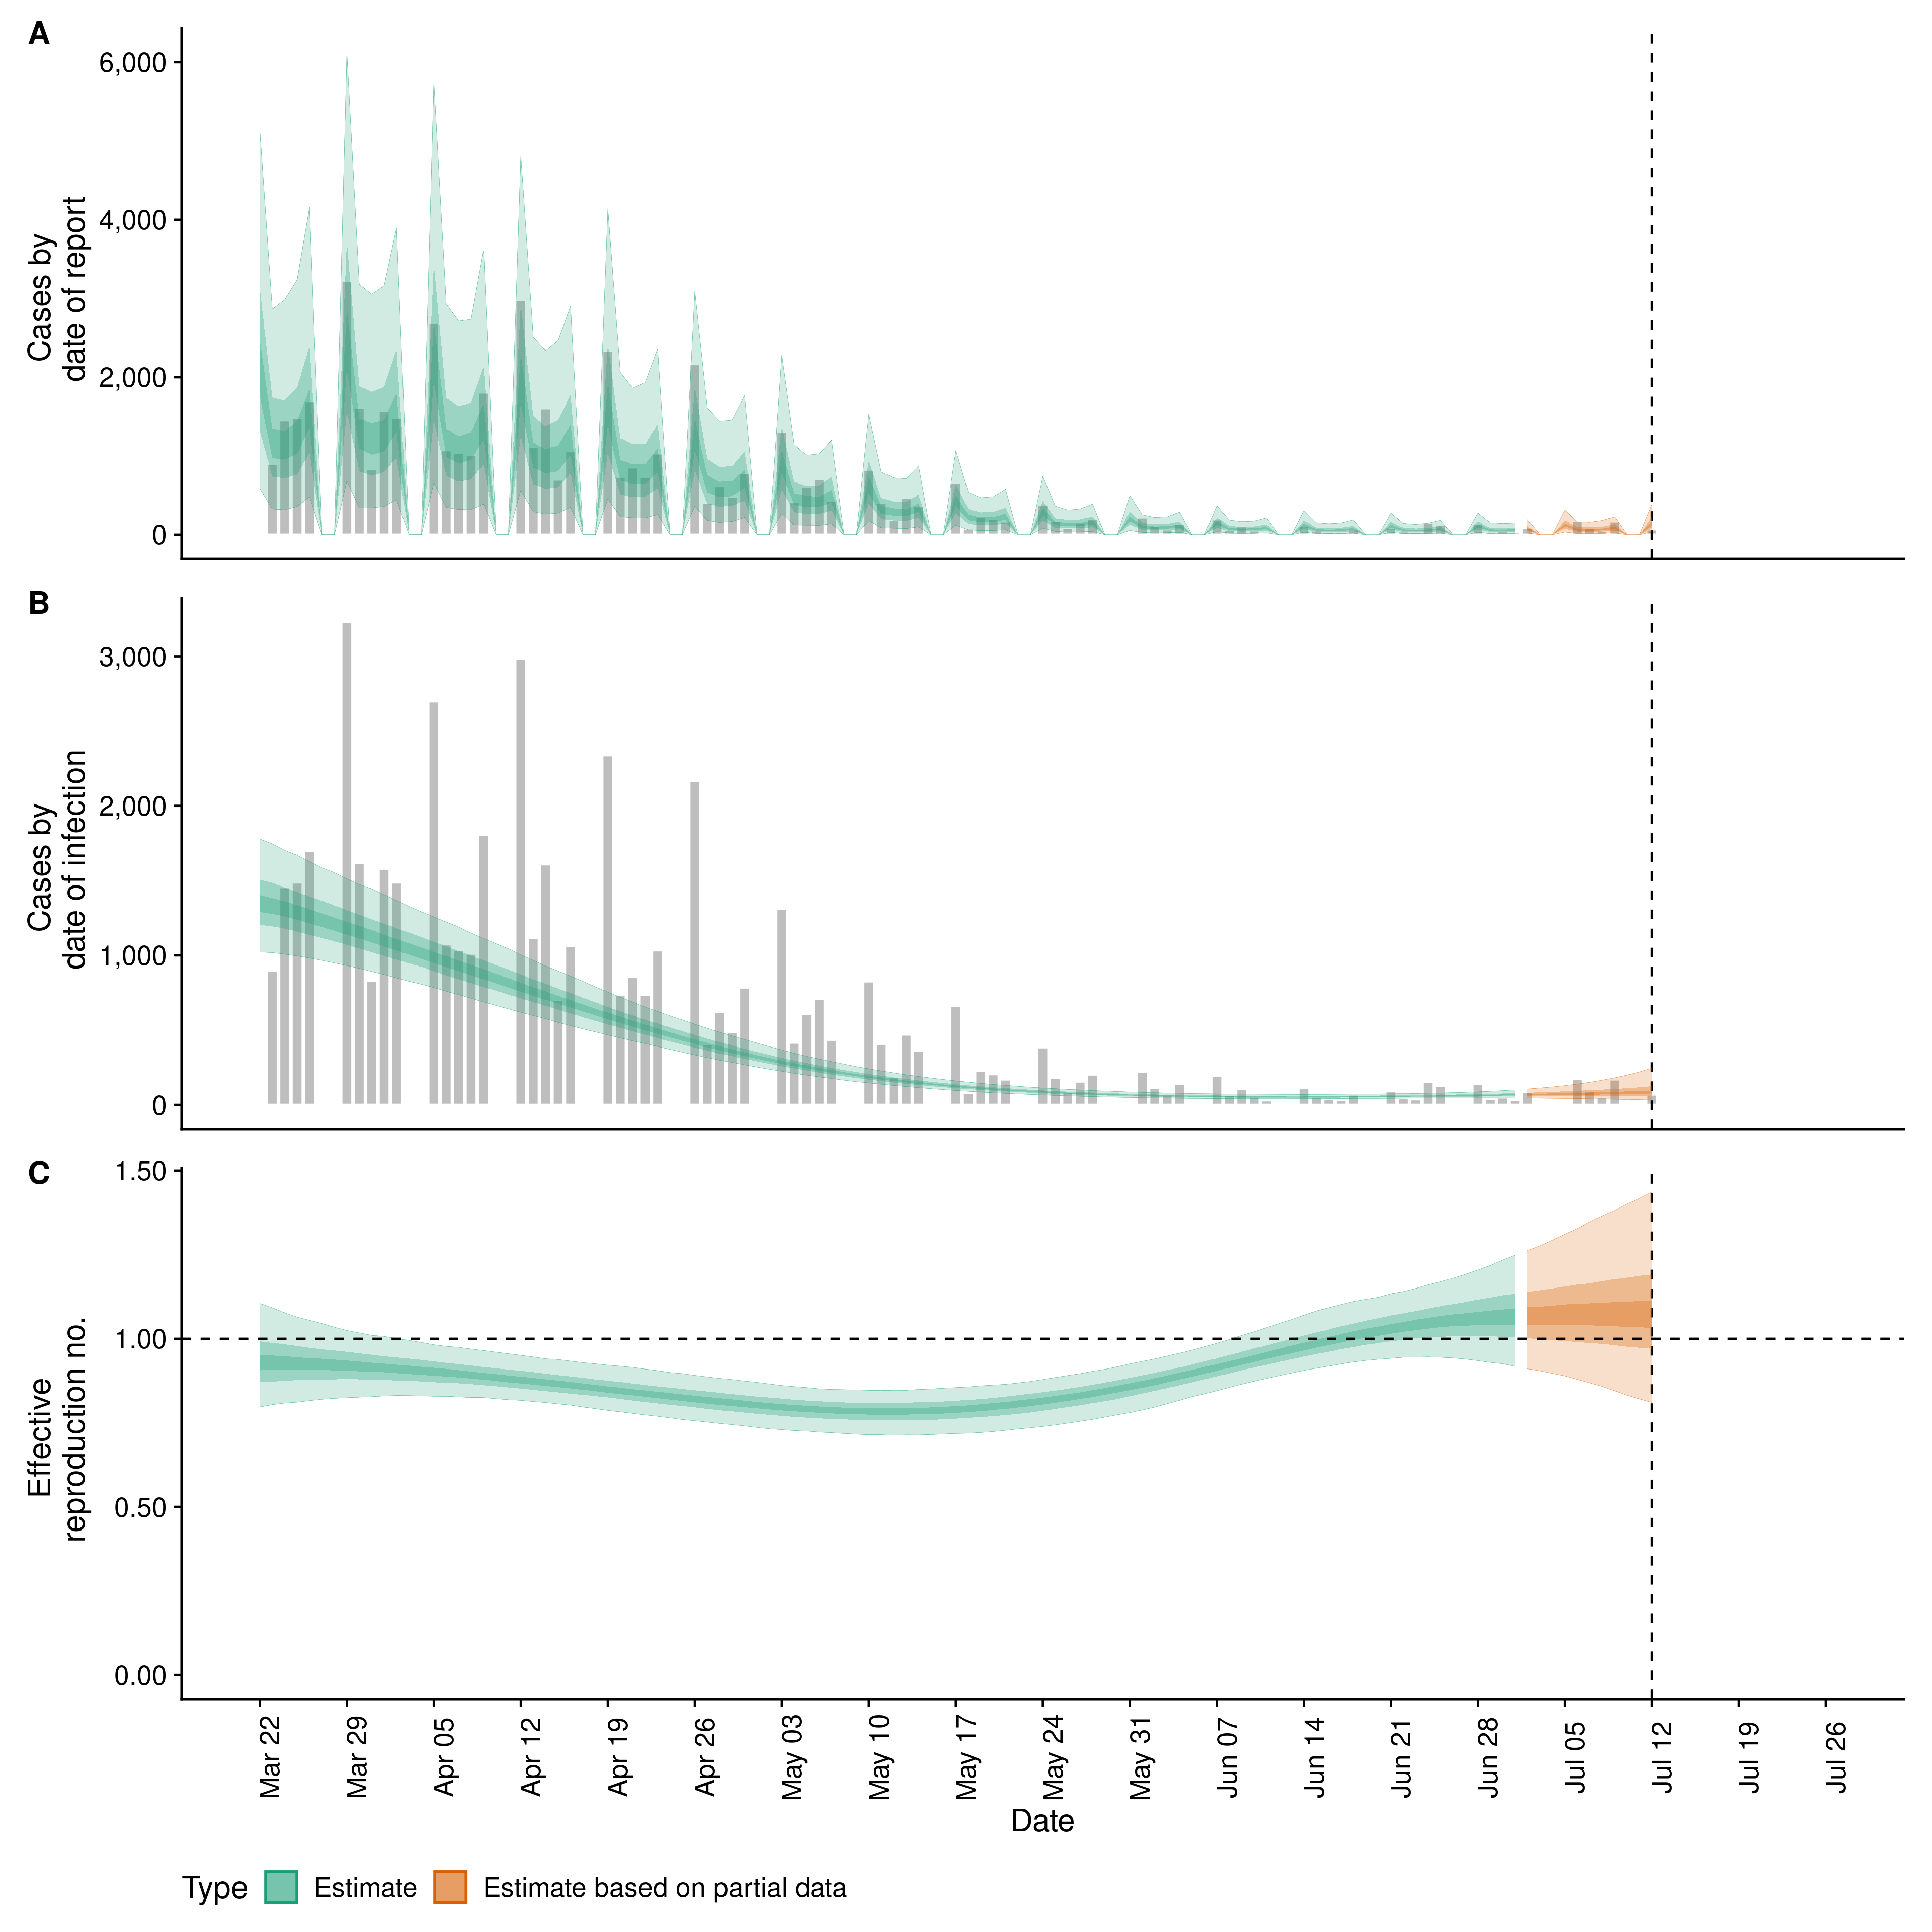 A
Cases by
date of report
6,000
4,000
2,000
0
B
Cases by
date of infection
3,000
2,000
1,000
0
C
Effective
reproduction no.
1.50
1.00
0.50
0.00
Mar 22
Mar 29
Apr 05
Apr 12
Apr 19
Apr 26
May 03
May 10
May 17
May 24
May 31
Jun 07
Jun 14
Jun 21
Jun 28
Jul 05
Jul 12
Jul 19
Jul 26
Date
Type Estimate Estimate based on partial data